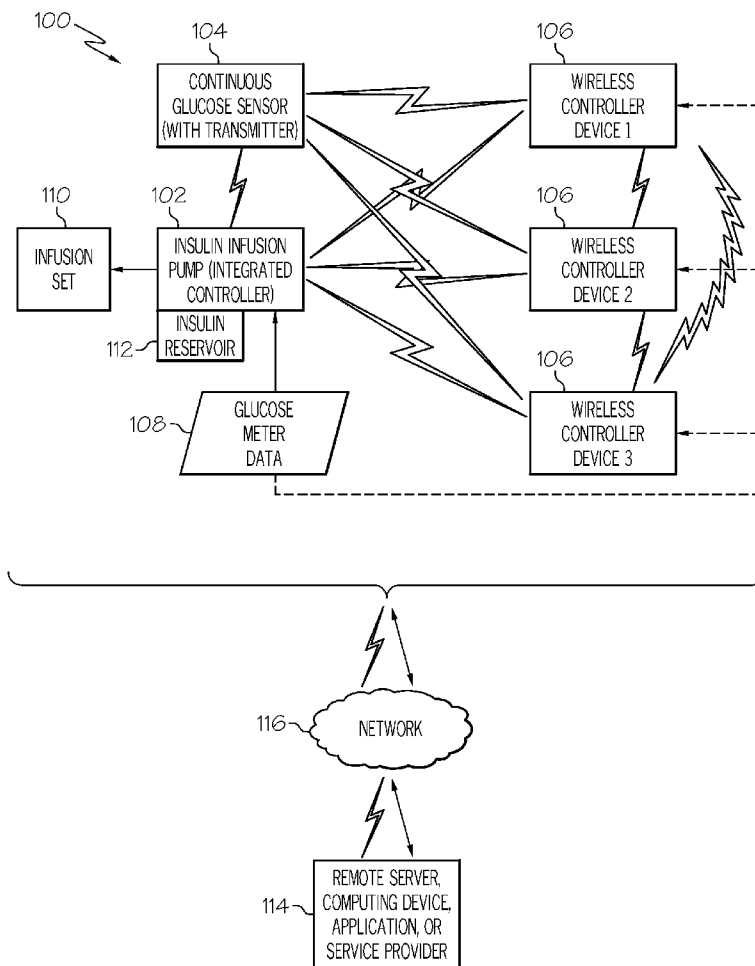 100
104
CONTINUOUS
GLUCOSE SENSOR
(WITH TRANSMITTER)
106
WIRELESS
CONTROLLER
DEVICE 1
110
INFUSION
SET
102
INSULIN INFUSION
PUMP (INTEGRATED
CONTROLLER)
106
WIRELESS
CONTROLLER
DEVICE 2
112
INSULIN
RESERVOIR
108
GLUCOSE
METER
DATA
106
WIRELESS
CONTROLLER
DEVICE 3
116
NETWORK
114
REMOTE SERVER,
COMPUTING DEVICE,
APPLICATION, OR
SERVICE PROVIDER